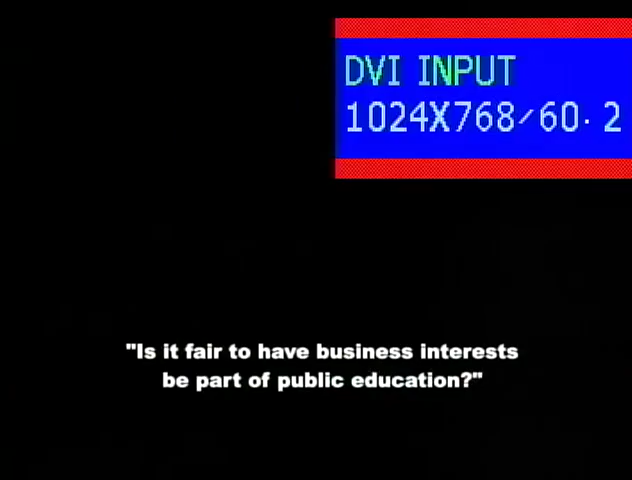 DVI INPUT
1024X768/60.2
"Is it fair to have business interests
be part of public education?"